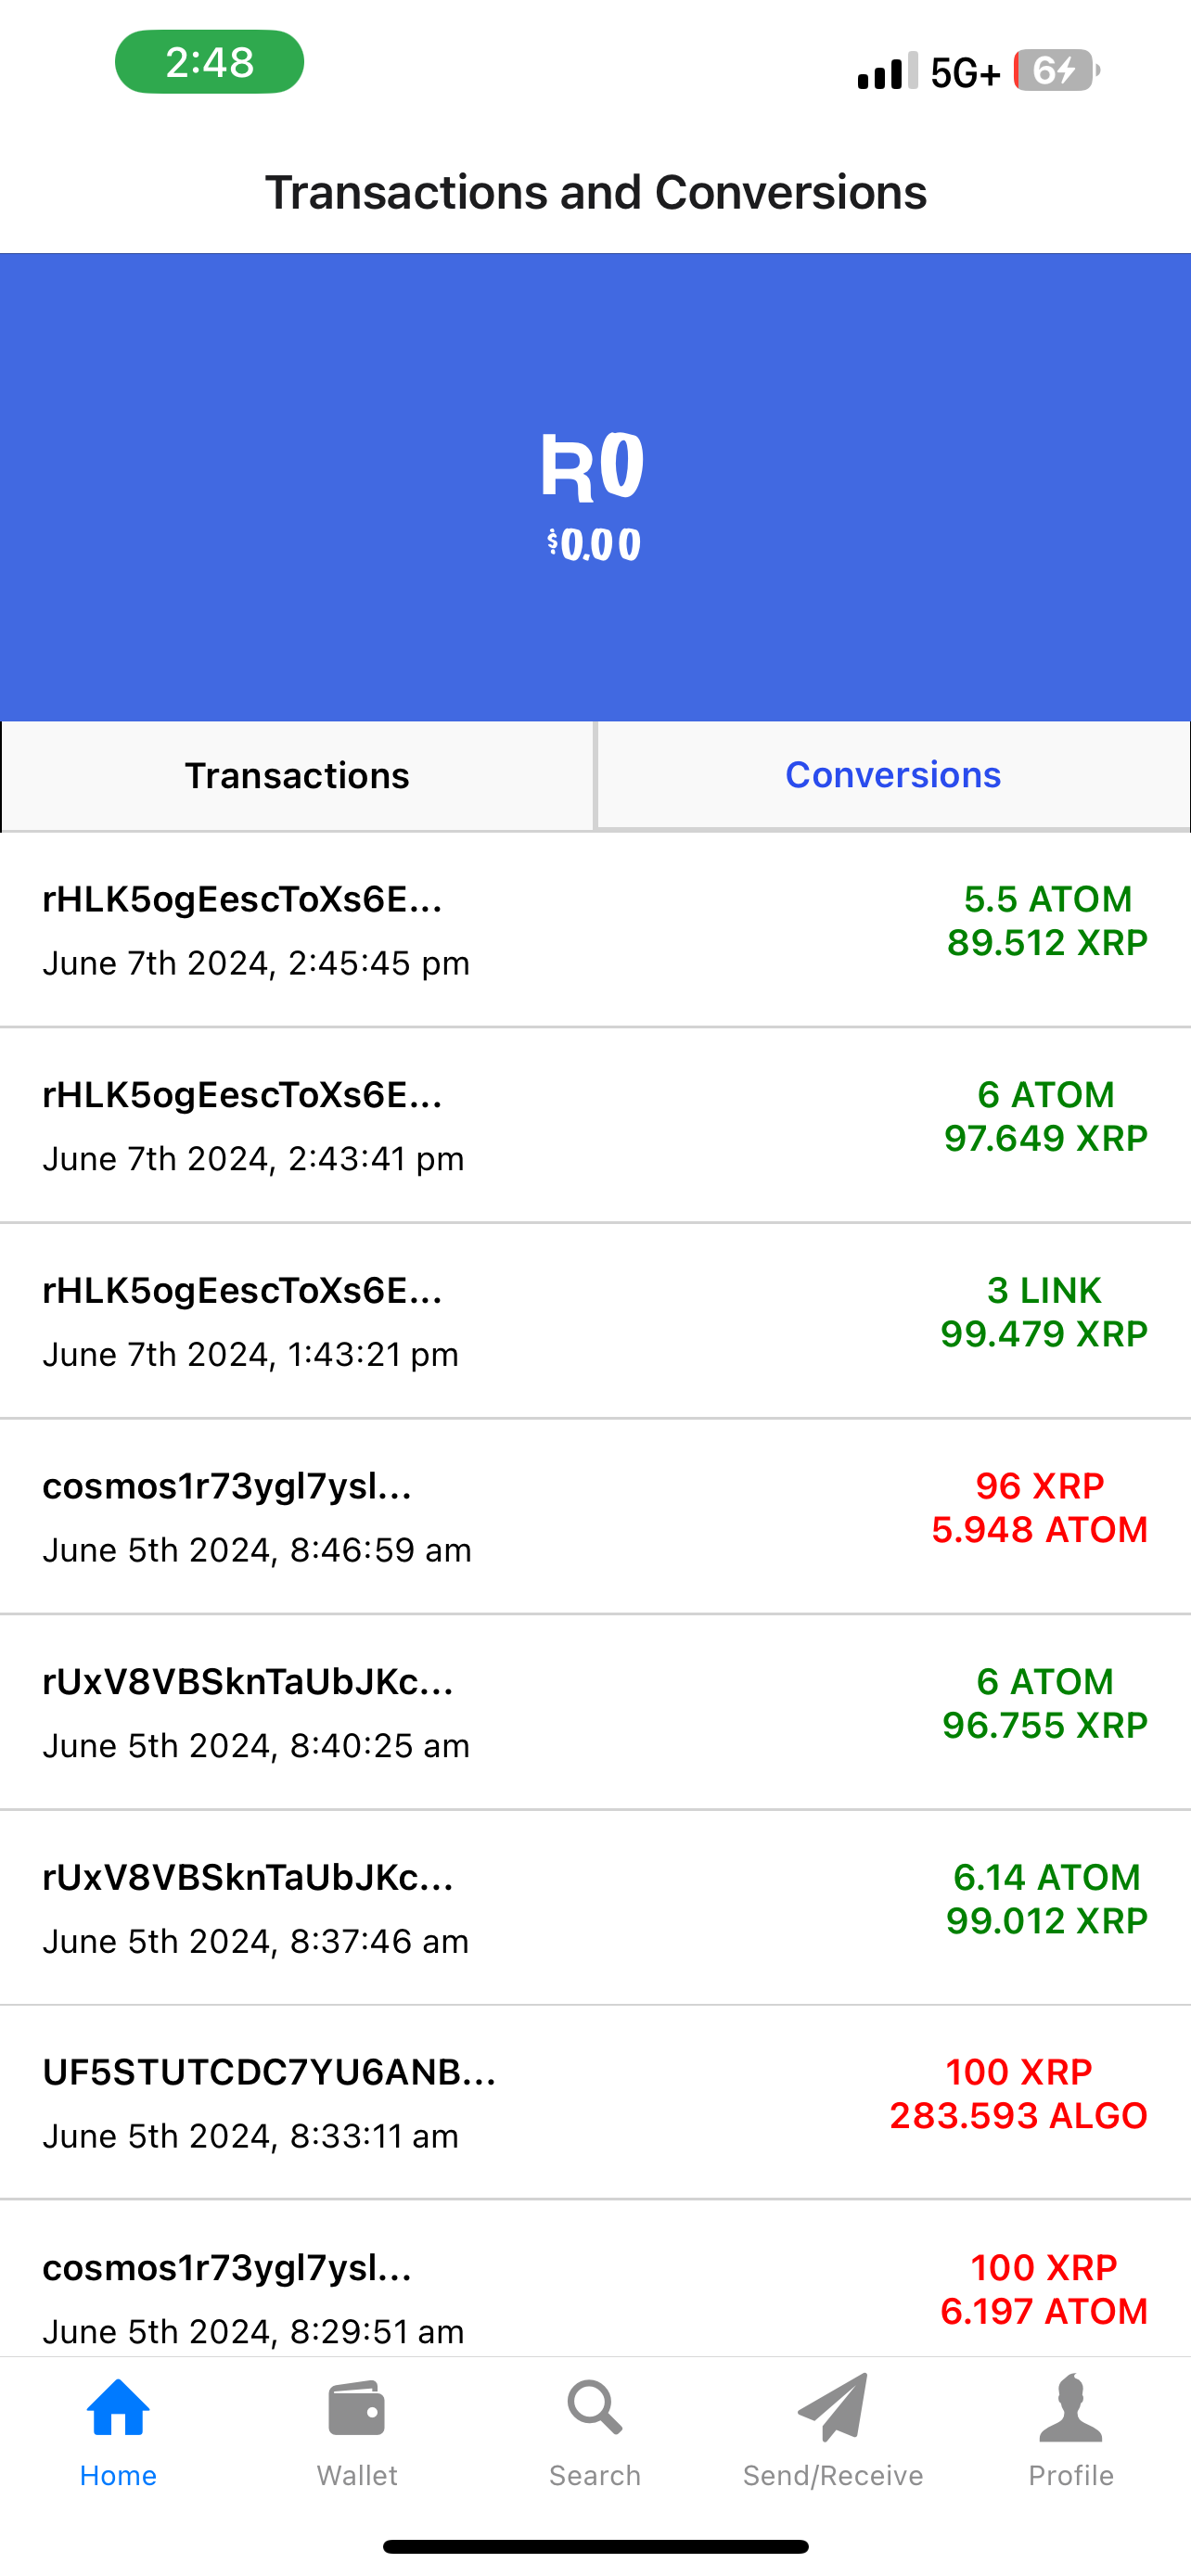 2:48
5G+
6
Transactions and Conversions
R0
$0.00
Transactions
Conversions
rHLK5ogEescToXs6E...
5.5 ATOM
89.512 XRP
June 7th 2024, 2:45:45 pm
rHLK5ogEescToXs6E...
6 ATOM
97.649 XRP
June 7th 2024, 2:43:41 pm
rHLK5ogEescToXs6E...
3 LINK
99.479 XRP
June 7th 2024, 1:43:21 pm
cosmos1r73ygl7ysl...
96 XRP
5.948 ATOM
June 5th 2024, 8:46:59 am
rUxV8VBSknTaUbJKc...
6 ATOM
96.755 XRP
June 5th 2024, 8:40:25 am
rUxV8VBSknTaUbJKc...
6.14 ATOM
99.012 XRP
June 5th 2024, 8:37:46 am
UF5STUTCDC7YU6ANB...
100 XRP
283.593 ALGO
June 5th 2024, 8:33:11 am
cosmos1r73ygl7ysl...
100 XRP
6.197 ATOM
June 5th 2024, 8:29:51 am
Home
Wallet
Search
Send/Receive
Profile